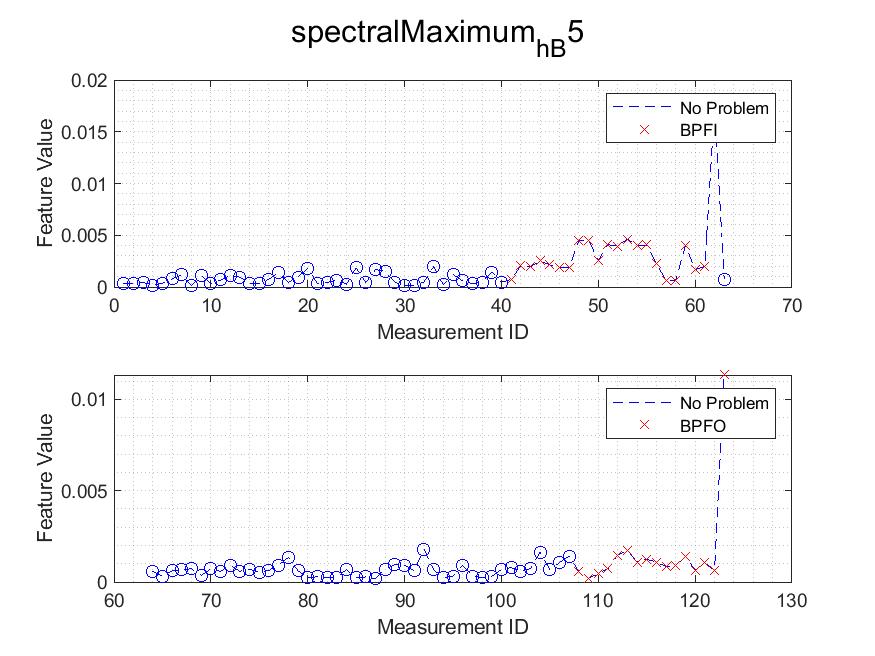 spectralMaximum_hB5
0.02
0.015
0.01
0.005
0
Feature Value
No Problem
BPFI
0 10 20 30 40 50 60 70
Measurement ID
0.01
0.005
0
Feature Value
No Problem
BPFO
60 70 80 90 100 110 120 130
Measurement ID